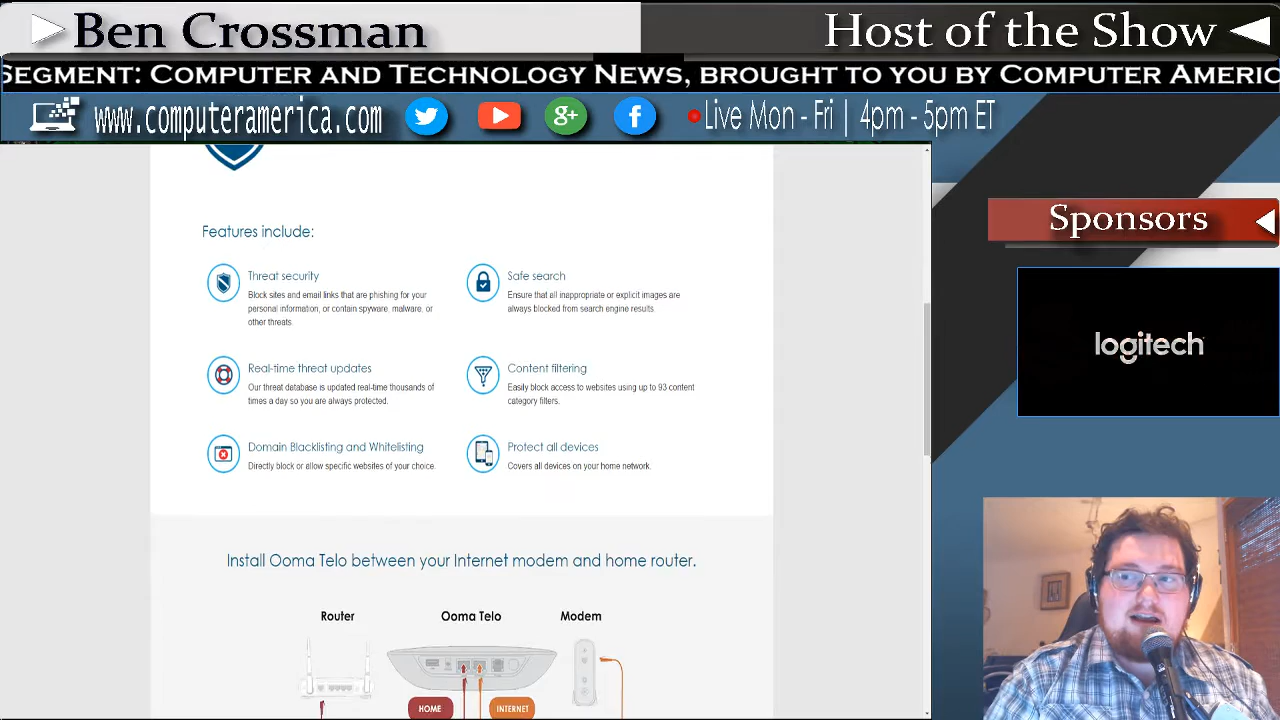 Ben Crossman
Host of the Show
SEGMENT: COMPUTER AND TECHNOLOGY NEWS, BROUGHT TO YOU BY COMPUTER AMERIC
www.computeramerica.com
Live Mon - Fri | 4pm - 5pm ET
Sponsors
logitech
Features include:
Threat security
Block sites and email links that are phishing for your
personal information, or contain spyware, malware, or
other threats.
Safe search
Ensure that all inappropriate or explicit images are
always blocked from search engine results.
Real-time threat updates
Our threat database is updated real-time thousands of
times a day so you are always protected.
Content filtering
Easily block access to websites using up to 93 content
category filters.
Domain Blacklisting and Whitelisting
Directly block or allow specific websites of your choice.
Protect all devices
Covers all devices on your home network.
Install Ooma Telo between your Internet modem and home router.
Router
Ooma Telo
Modem
HOME
INTERNET